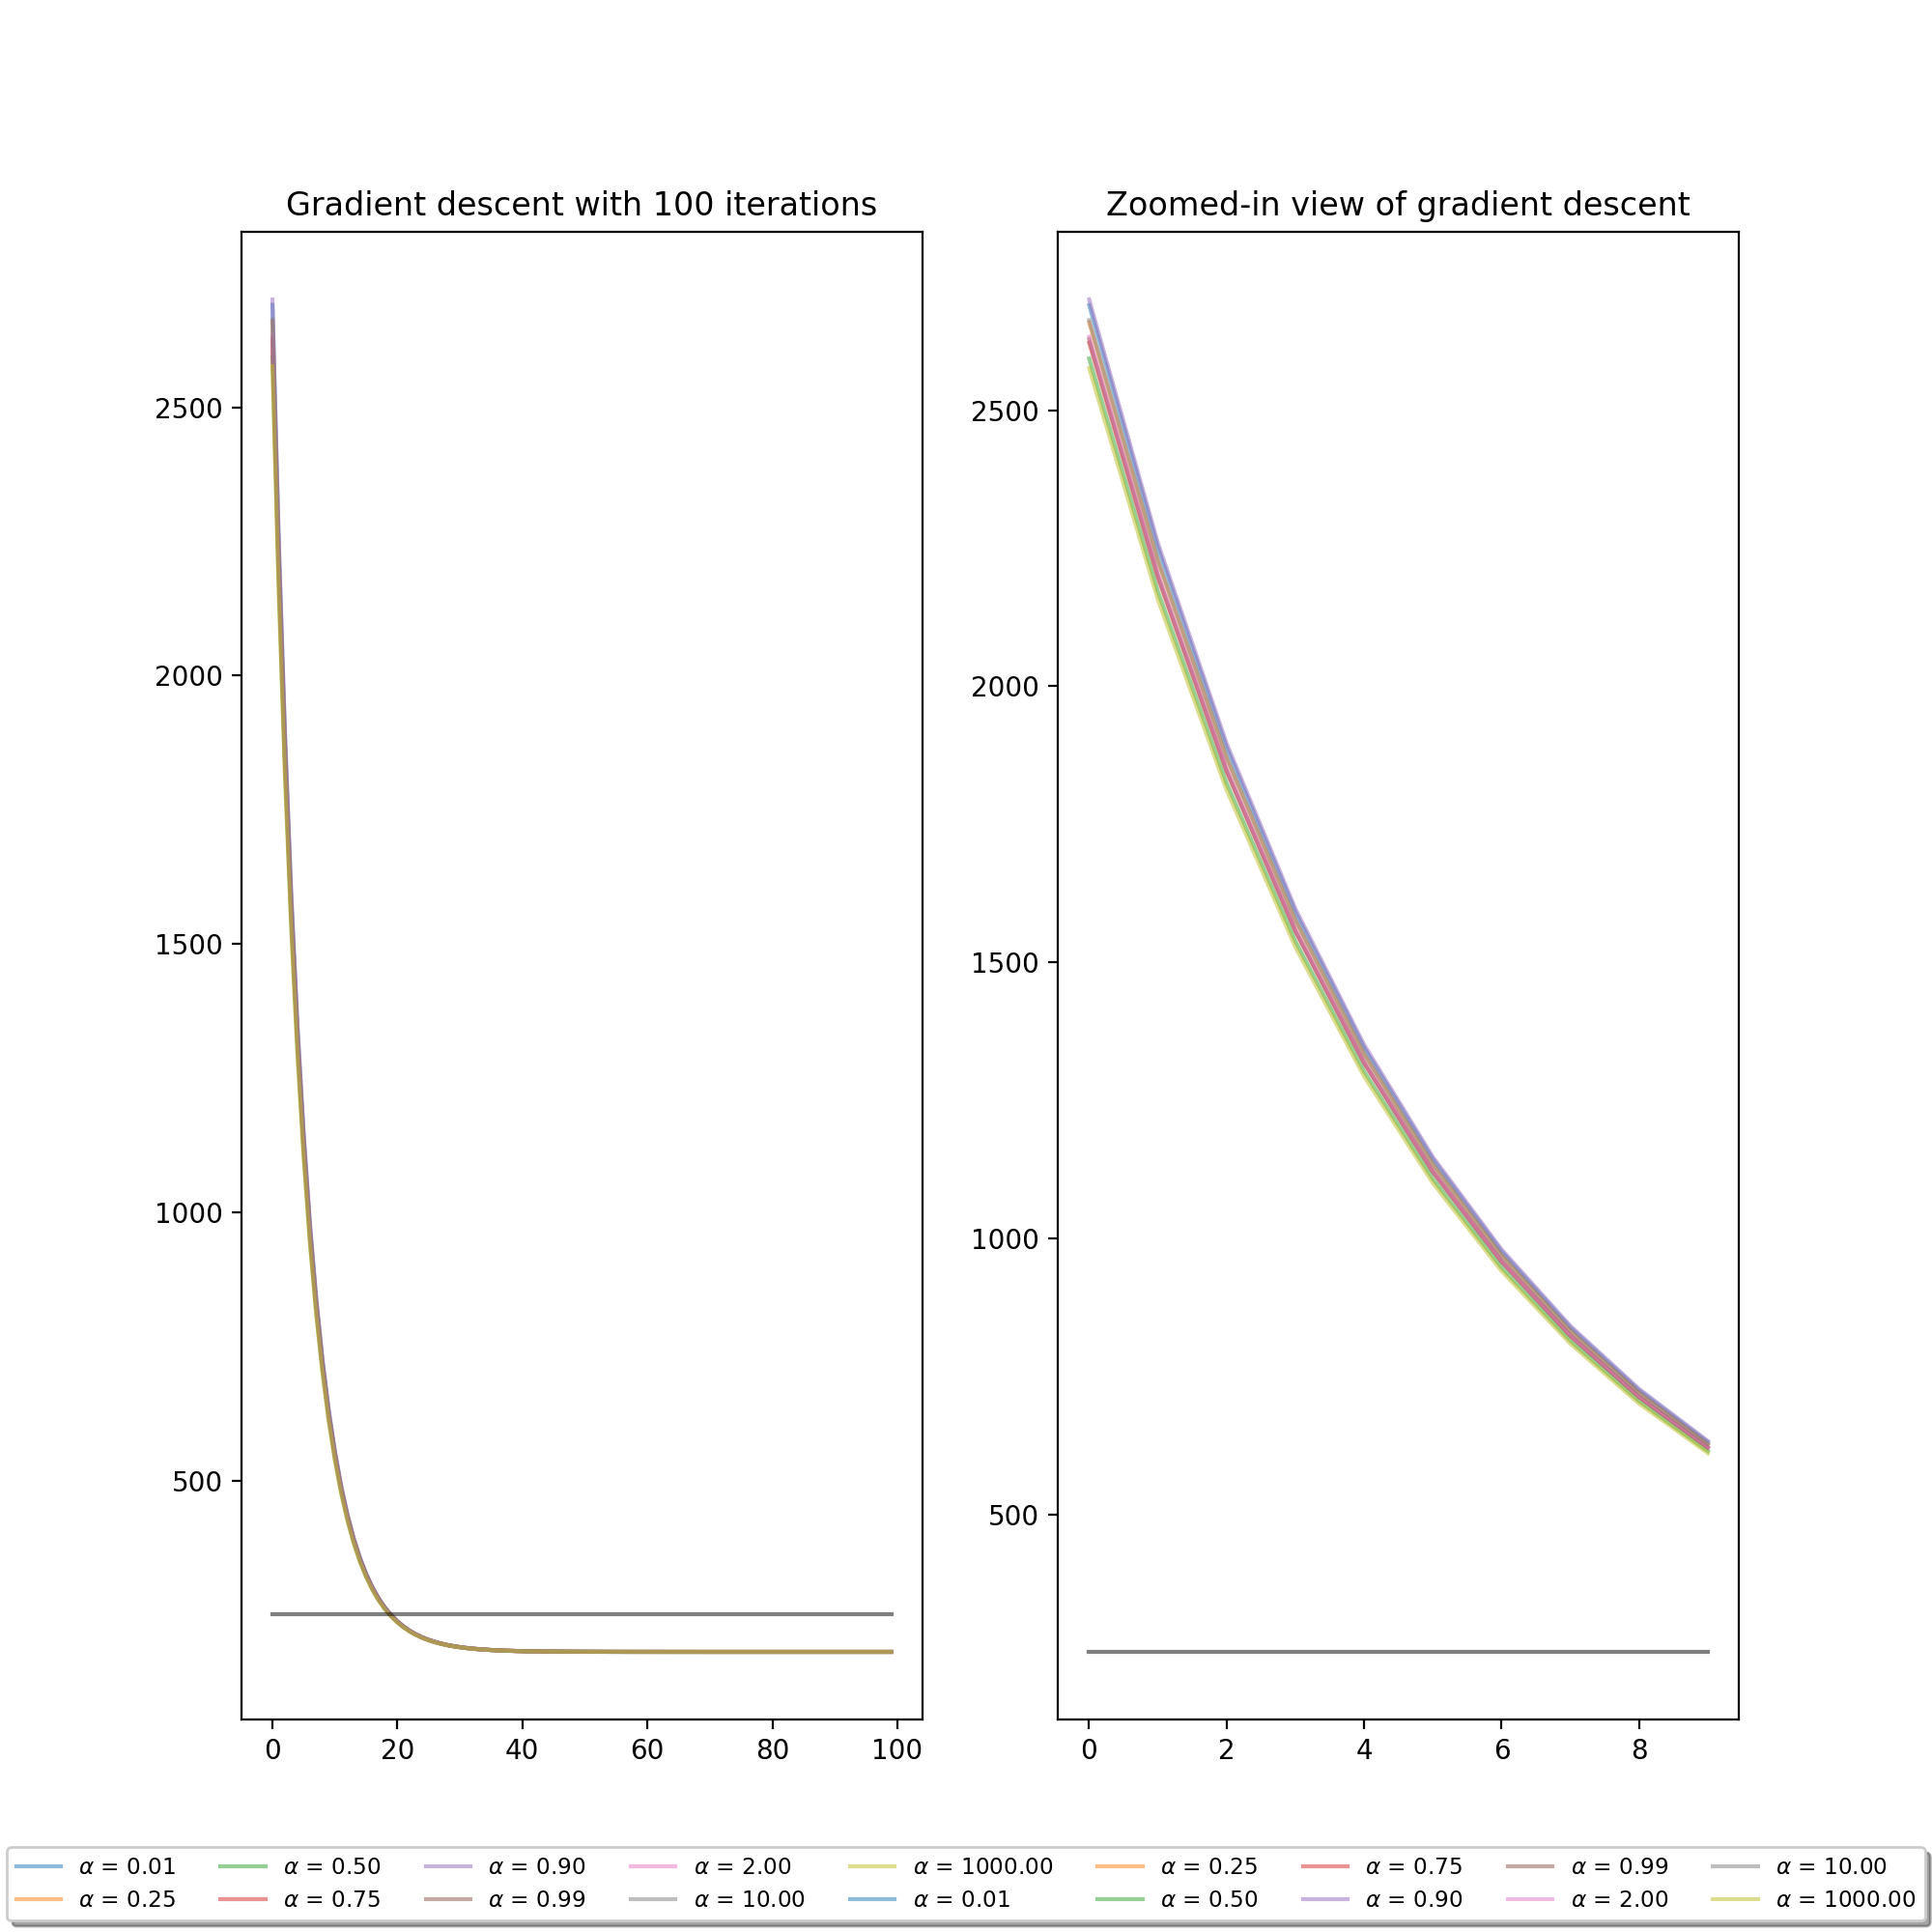 Gradient descent with 100 iterations
2500
2000
1500
1000
500
0 20 40 60 80 100
Zoomed-in view of gradient descent
2500
2000
1500
1000
500
0 2 4 6 8
α = 0.01 α = 0.50 α = 0.90 α = 2.00 α = 1000.00 α = 0.25 α = 0.75 α = 0.99 α = 10.00
α = 0.25 α = 0.75 α = 0.99 α = 10.00 α = 0.01 α = 0.50 α = 0.90 α = 2.00 α = 1000.00